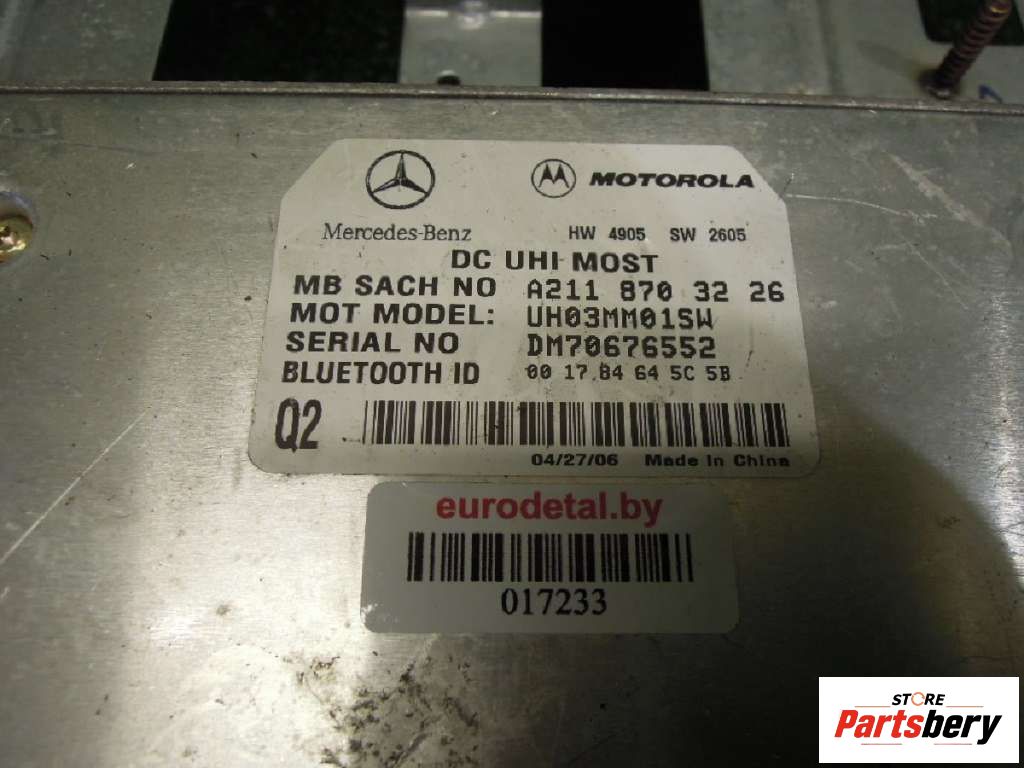 MOTOROLA
Mercedes-Benz HW 4905 SW 2605
DC UHI MOST
MB SACH NO A211 870 32 26
MOT MODEL: UH03MM01SW
SERIAL NO DM70676552
BLUETOOTH ID 00 17 84 64 5C 5B
Q2
04/27/06 Made in China
eurodetal.by
017233
STORE
Partsbery